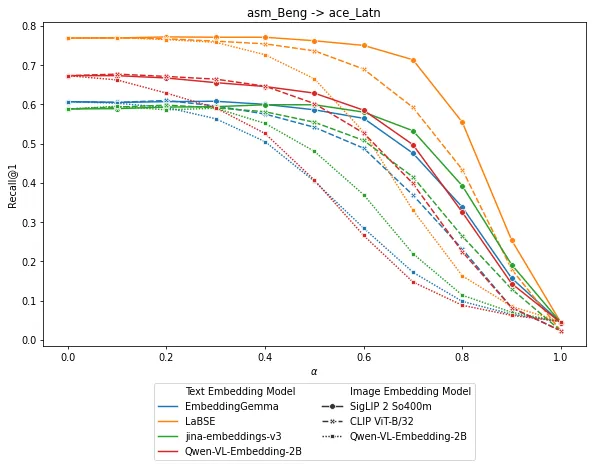 asm_Beng -> ace_Latn
0.8
0.7
0.6
0.5
0.4
0.3
0.2
0.1
0.0
Recall@1
0.0 0.2 0.4 0.6 0.8 1.0
α
Text Embedding Model
EmbeddingGemma
LaBSE
jina-embeddings-v3
Qwen-VL-Embedding-2B
Image Embedding Model
SigLIP 2 So400m
CLIP ViT-B/32
Qwen-VL-Embedding-2B